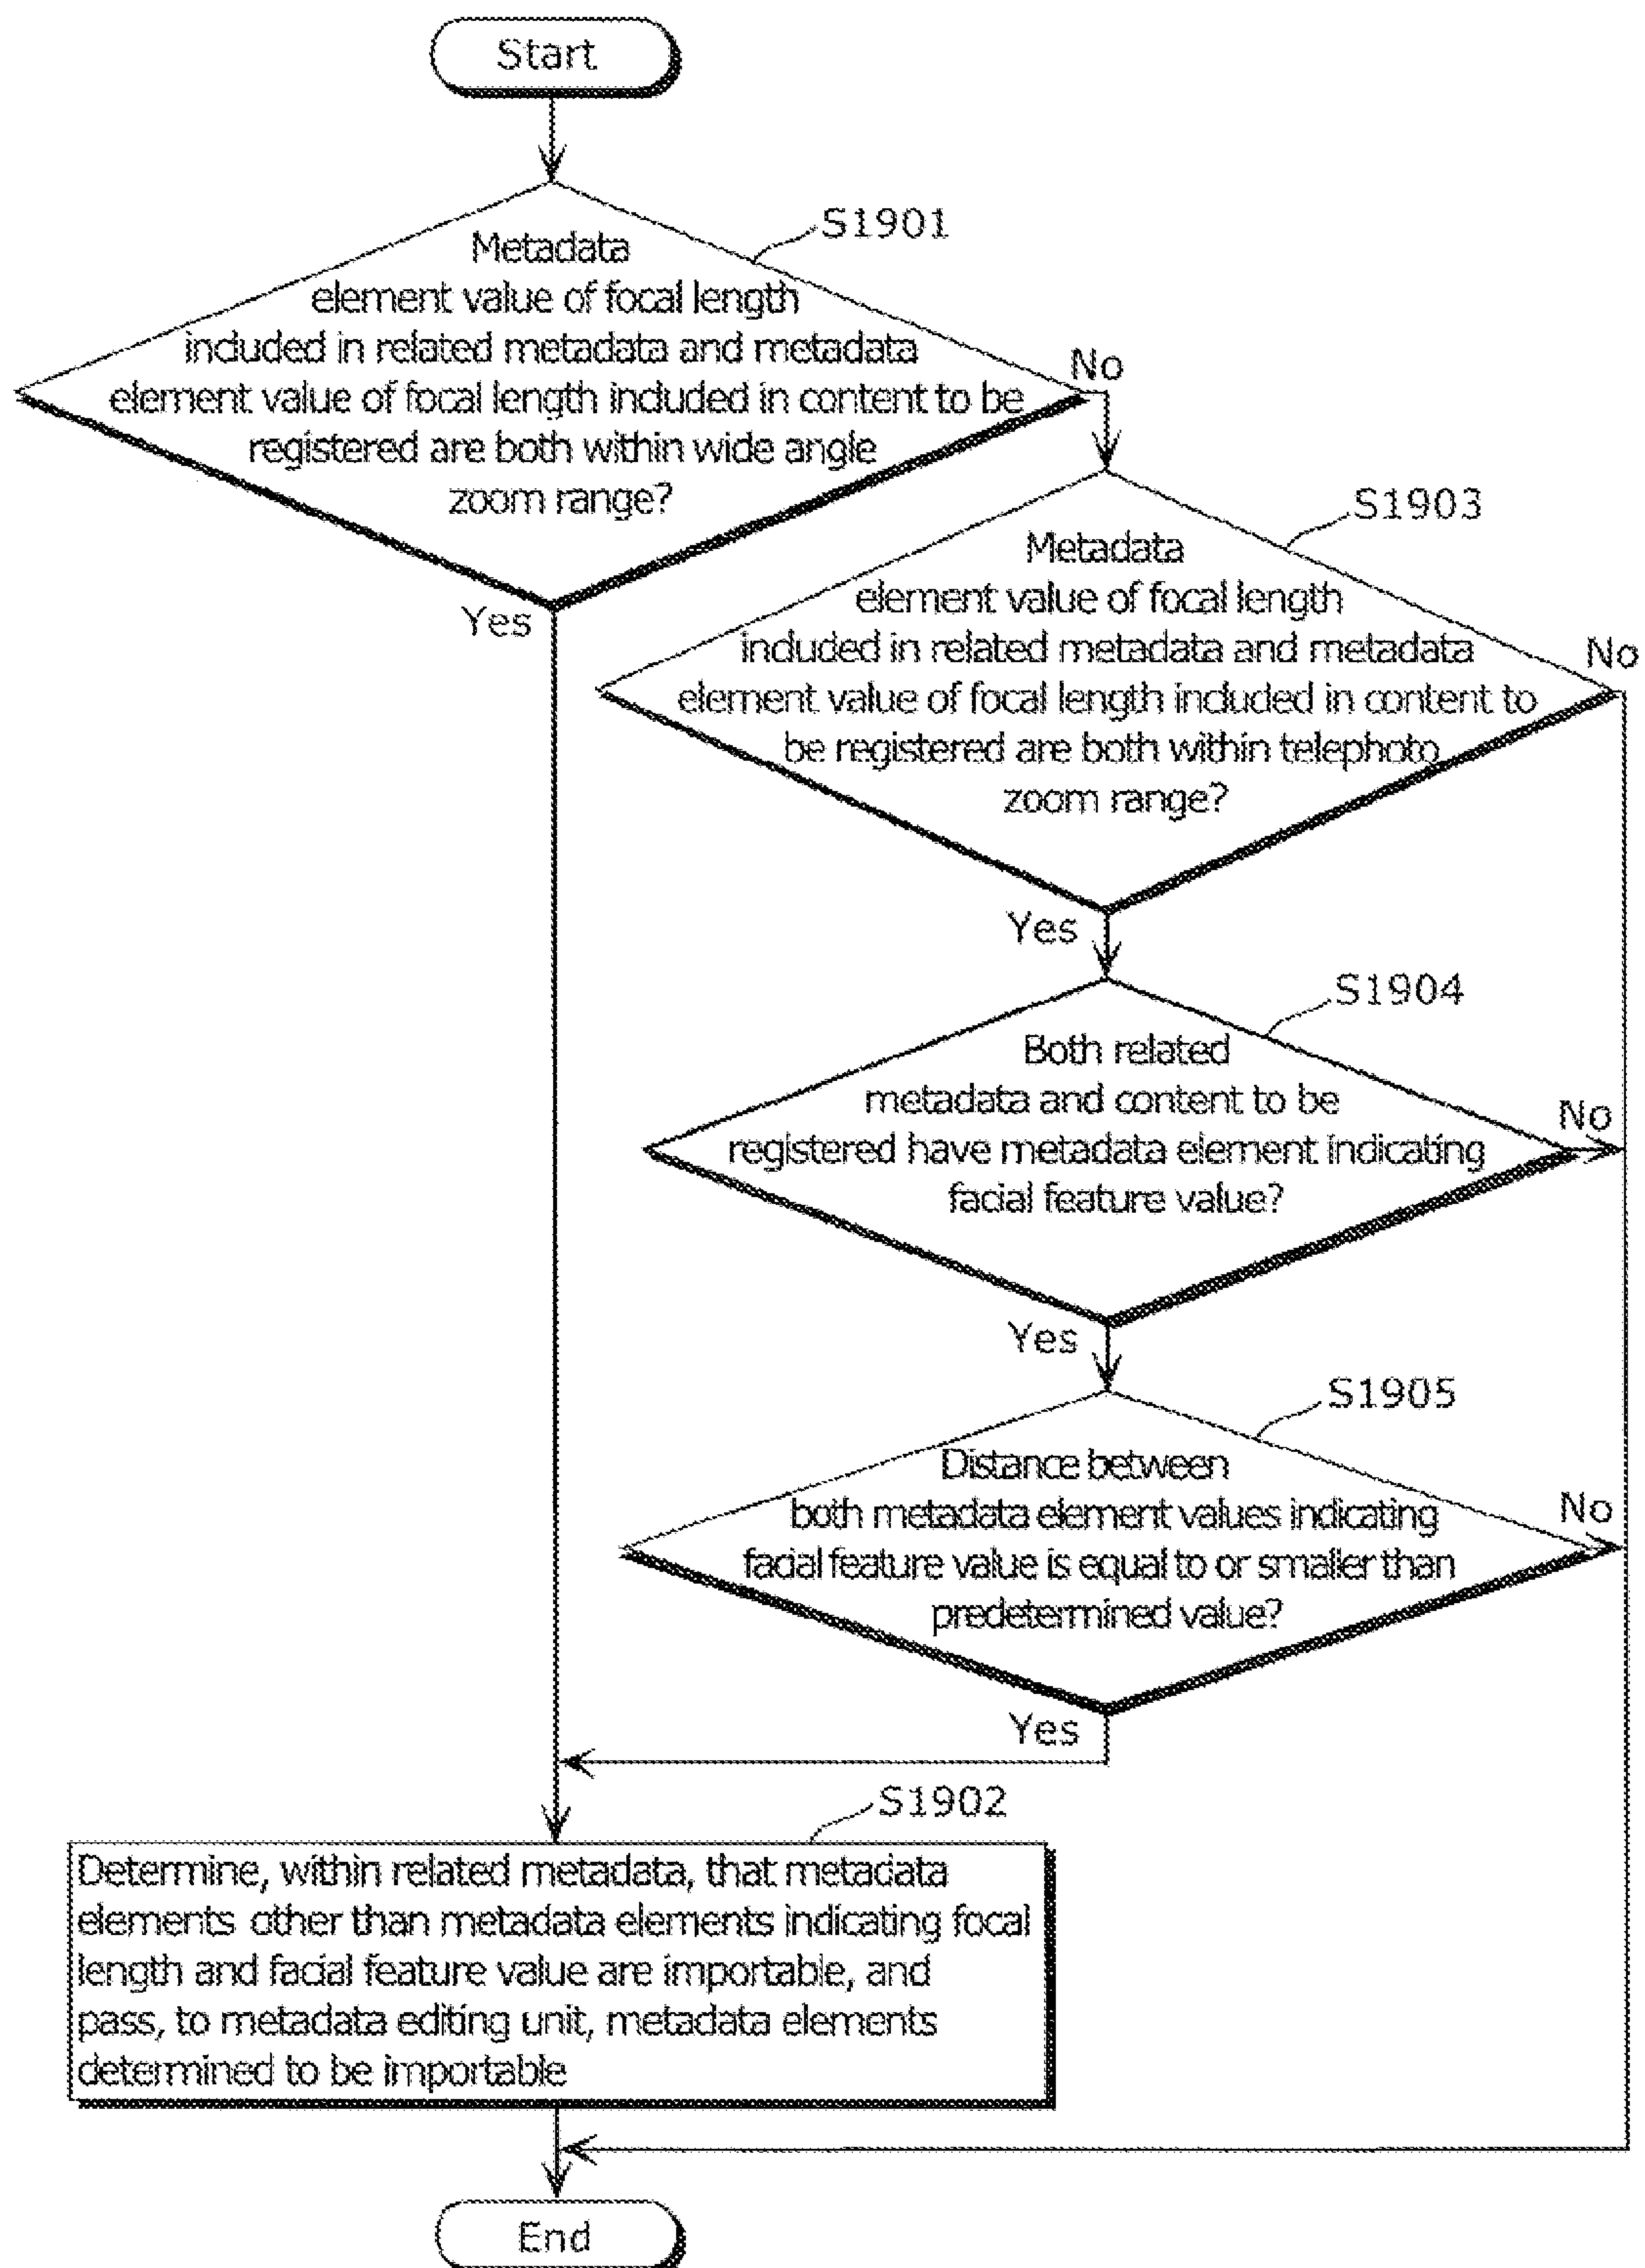 Start
S1901
Metadata
element value of focal length
included in related metadata and metadata
element value of focal length included in content to be
registered are both within wide angle
zoom range?
No
Yes
S1903
Metadata
element value of focal length
included in related metadata and metadata
element value of focal length included in content to
be registered are both within telephoto
zoom range?
No
Yes
S1904
Both related
metadata and content to be
registered have metadata element indicating
facial feature value?
No
Yes
S1905
Distance between
both metadata element values indicating
facial feature value is equal to or smaller than
predetermined value?
No
Yes
S1902
Determine, within related metadata, that metadata
elements other than metadata elements indicating focal
length and facial feature value are importable, and
pass, to metadata editing unit, metadata elements
determined to be importable
End